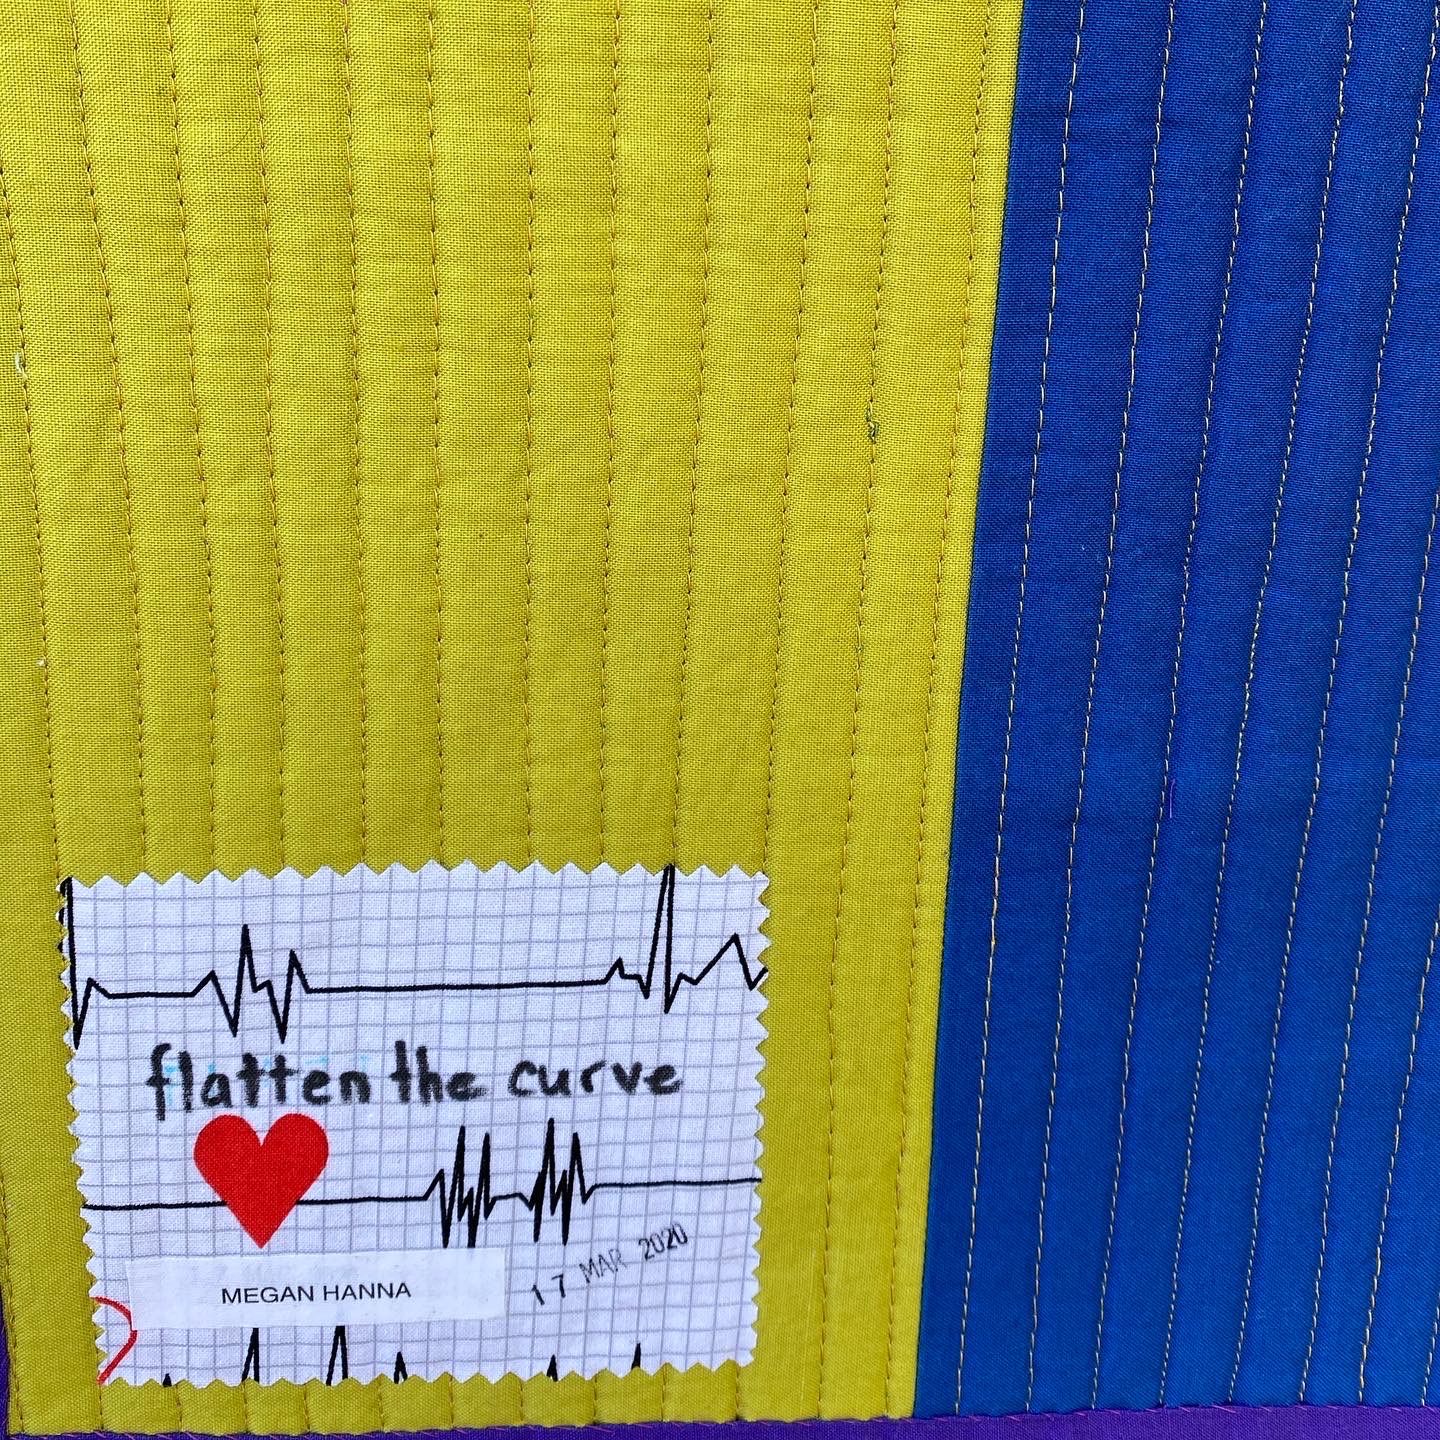 flatten the curve
MEGAN HANNA
17 MAR 2020